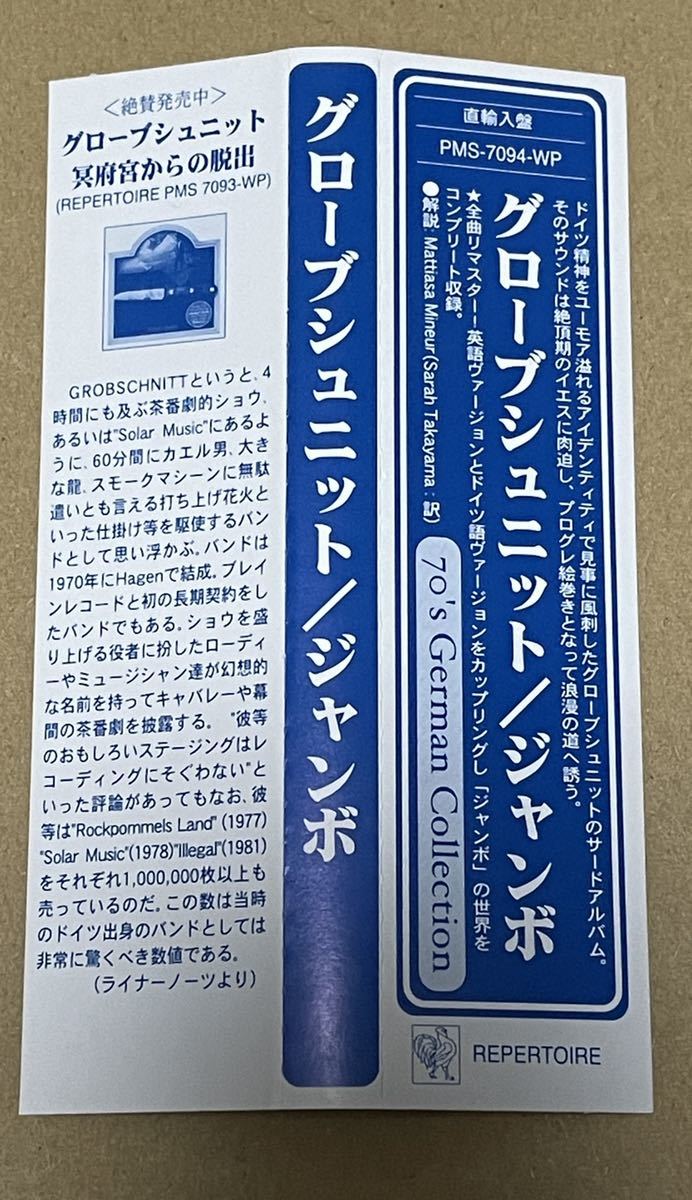 ＜絶賛発売中＞
グローブシュニット
冥府宮からの脱出
(REPERTOIRE PMS 7093-WP)
GROBSCHNITTというと、4
時間にも及ぶ茶番劇的ショウ、
あるいは"Solar Music"にあるよ
うに、60分間にカエル男、大き
な龍、スモークマシーンに無駄
遣いとも言える打ち上げ花火と
いった仕掛け等を駆使するバン
ドとして思い浮かぶ。バンドは
1970年にHagenで結成。ブレイ
ンレコードと初の長期契約をし
たバンドでもある。ショウを盛
り上げる役者に扮したローディ
ーやミュージシャン達が幻想的
な名前を持ってキャバレーや幕
間の茶番劇を披露する。 "彼等
のおもしろいステージングはレ
コーディングにそぐわない"と
いった評論があってもなお、彼
等は"Rockpommels Land" (1977)
"Solar Music"(1978)"Illegal"(1981)
をそれぞれ1,000,000枚以上も
売っているのだ。この数は当時
のドイツ出身のバンドとしては
非常に驚くべき数値である。
(ライナーノーツより)
グローブシュニット/ジャンボ
直輸入盤
PMS-7094-WP
ドイツ精神をユーモア溢れるアイデンティティで見事に風刺したグローブシュニットのサードアルバム。
そのサウンドは絶頂期のイエスに肉迫し、プログレ絵巻きとなって浪漫の道へ誘う。
グローブシュニット/ジャンボ
★全曲リマスター!英語ヴァージョンとドイツ語ヴァージョンをカップリングし「ジャンボ」の世界を
コンプリート収録。
●解説:Mattiasa Mineur(Sarah Takayama:訳)
70's German Collection
REPERTOIRE